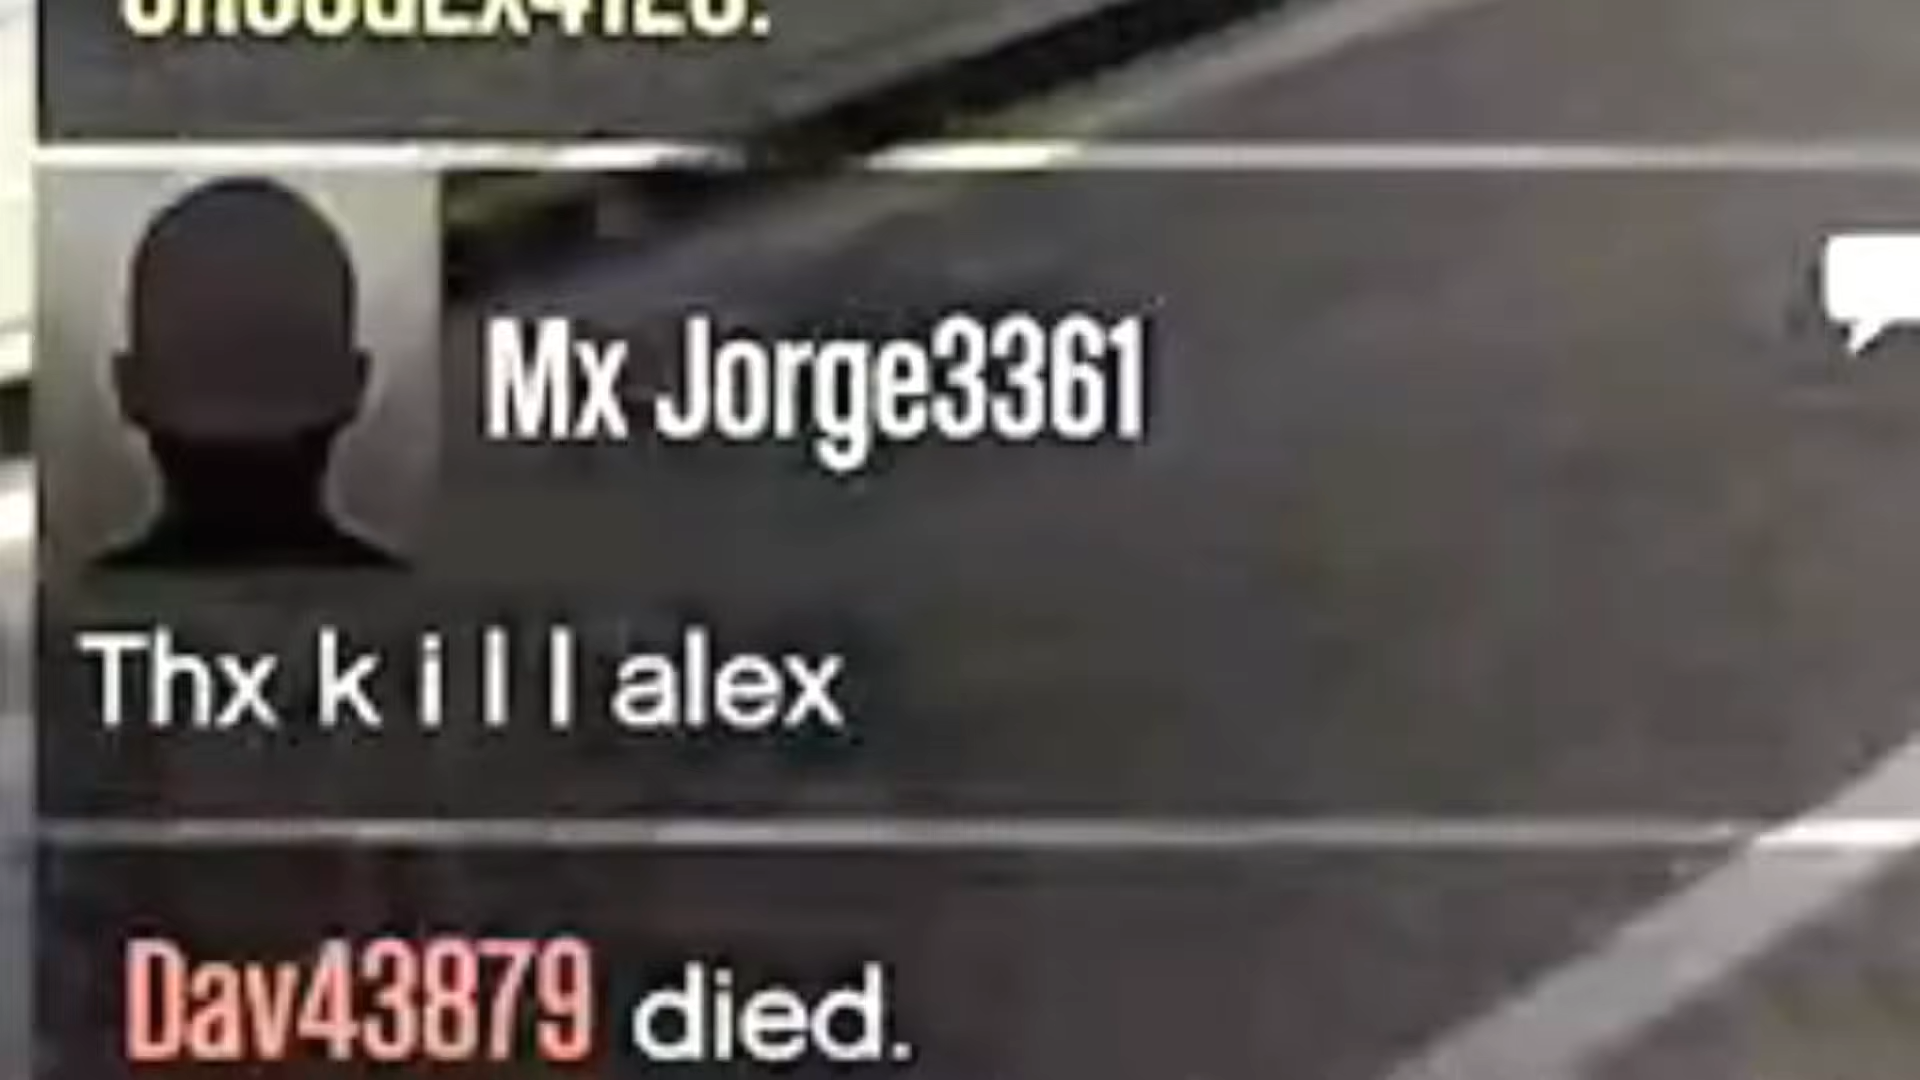 Mx Jorge3361
Thx k i l l alex
Dav43879 died.